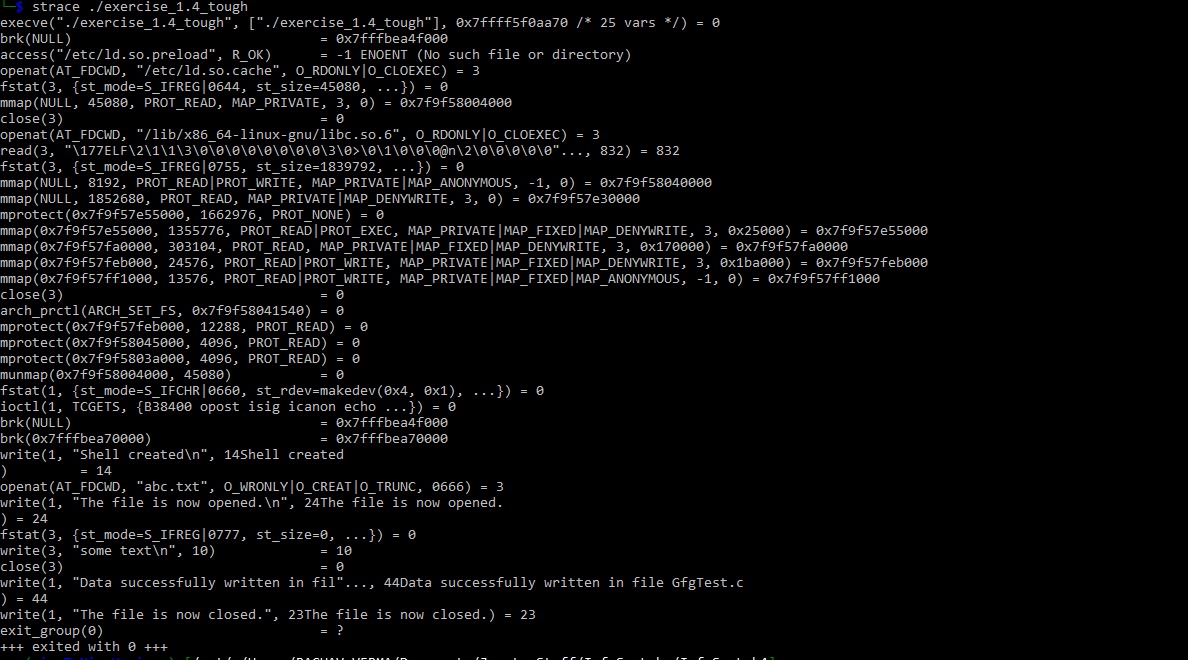 $ strace ./exercise_1.4_tough
execve("./exercise_1.4_tough", ["./exercise_1.4_tough"], 0x7ffff5f0aa70 /* 25 vars */) = 0
brk(NULL)                               = 0x7fffbea4f000
access("/etc/ld.so.preload", R_OK)      = -1 ENOENT (No such file or directory)
openat(AT_FDCWD, "/etc/ld.so.cache", O_RDONLY|O_CLOEXEC) = 3
fstat(3, {st_mode=S_IFREG|0644, st_size=45080, ...}) = 0
mmap(NULL, 45080, PROT_READ, MAP_PRIVATE, 3, 0) = 0x7f9f58004000
close(3)                                = 0
openat(AT_FDCWD, "/lib/x86_64-linux-gnu/libc.so.6", O_RDONLY|O_CLOEXEC) = 3
read(3, "\177ELF\2\1\1\3\0\0\0\0\0\0\0\0\3\0>\0\1\0\0\0@n\2\0\0\0\0\0"..., 832) = 832
fstat(3, {st_mode=S_IFREG|0755, st_size=1839792, ...}) = 0
mmap(NULL, 8192, PROT_READ|PROT_WRITE, MAP_PRIVATE|MAP_ANONYMOUS, -1, 0) = 0x7f9f58040000
mmap(NULL, 1852680, PROT_READ, MAP_PRIVATE|MAP_DENYWRITE, 3, 0) = 0x7f9f57e30000
mprotect(0x7f9f57e55000, 1662976, PROT_NONE) = 0
mmap(0x7f9f57e55000, 1355776, PROT_READ|PROT_EXEC, MAP_PRIVATE|MAP_FIXED|MAP_DENYWRITE, 3, 0x25000) = 0x7f9f57e55000
mmap(0x7f9f57fa0000, 303104, PROT_READ, MAP_PRIVATE|MAP_FIXED|MAP_DENYWRITE, 3, 0x170000) = 0x7f9f57fa0000
mmap(0x7f9f57feb000, 24576, PROT_READ|PROT_WRITE, MAP_PRIVATE|MAP_FIXED|MAP_DENYWRITE, 3, 0x1ba000) = 0x7f9f57feb000
mmap(0x7f9f57ff1000, 13576, PROT_READ|PROT_WRITE, MAP_PRIVATE|MAP_FIXED|MAP_ANONYMOUS, -1, 0) = 0x7f9f57ff1000
close(3)                                = 0
arch_prctl(ARCH_SET_FS, 0x7f9f58041540) = 0
mprotect(0x7f9f57feb000, 12288, PROT_READ) = 0
mprotect(0x7f9f58045000, 4096, PROT_READ) = 0
mprotect(0x7f9f5803a000, 4096, PROT_READ) = 0
munmap(0x7f9f58004000, 45080)           = 0
fstat(1, {st_mode=S_IFCHR|0660, st_rdev=makedev(0x4, 0x1), ...}) = 0
ioctl(1, TCGETS, {B38400 opost isig icanon echo ...}) = 0
brk(NULL)                               = 0x7fffbea4f000
brk(0x7fffbea70000)                     = 0x7fffbea70000
write(1, "Shell created\n", 14Shell created
)         = 14
openat(AT_FDCWD, "abc.txt", O_WRONLY|O_CREAT|O_TRUNC, 0666) = 3
write(1, "The file is now opened.\n", 24The file is now opened.
) = 24
fstat(3, {st_mode=S_IFREG|0777, st_size=0, ...}) = 0
write(3, "some text\n", 10)             = 10
close(3)                                = 0
write(1, "Data successfully written in fil"..., 44Data successfully written in file GfgTest.c
) = 44
write(1, "The file is now closed.", 23The file is now closed.) = 23
exit_group(0)                           = ?
+++ exited with 0 +++